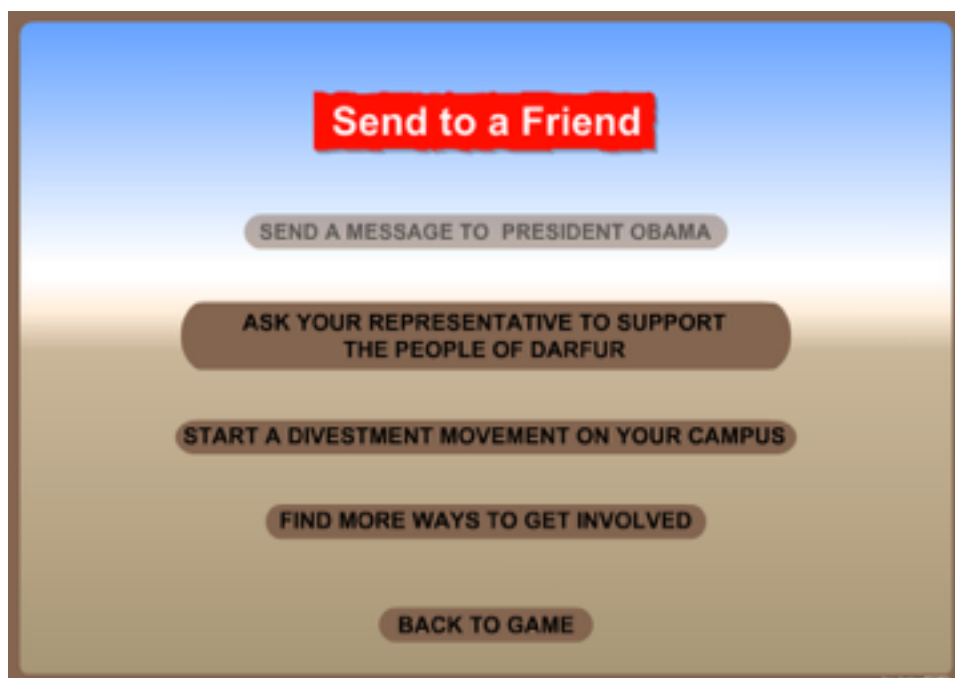 Send to a Friend
SEND A MESSAGE TO PRESIDENT OBAMA
ASK YOUR REPRESENTATIVE TO SUPPORT
THE PEOPLE OF DARFUR
START A DIVESTMENT MOVEMENT ON YOUR CAMPUS
FIND MORE WAYS TO GET INVOLVED
BACK TO GAME